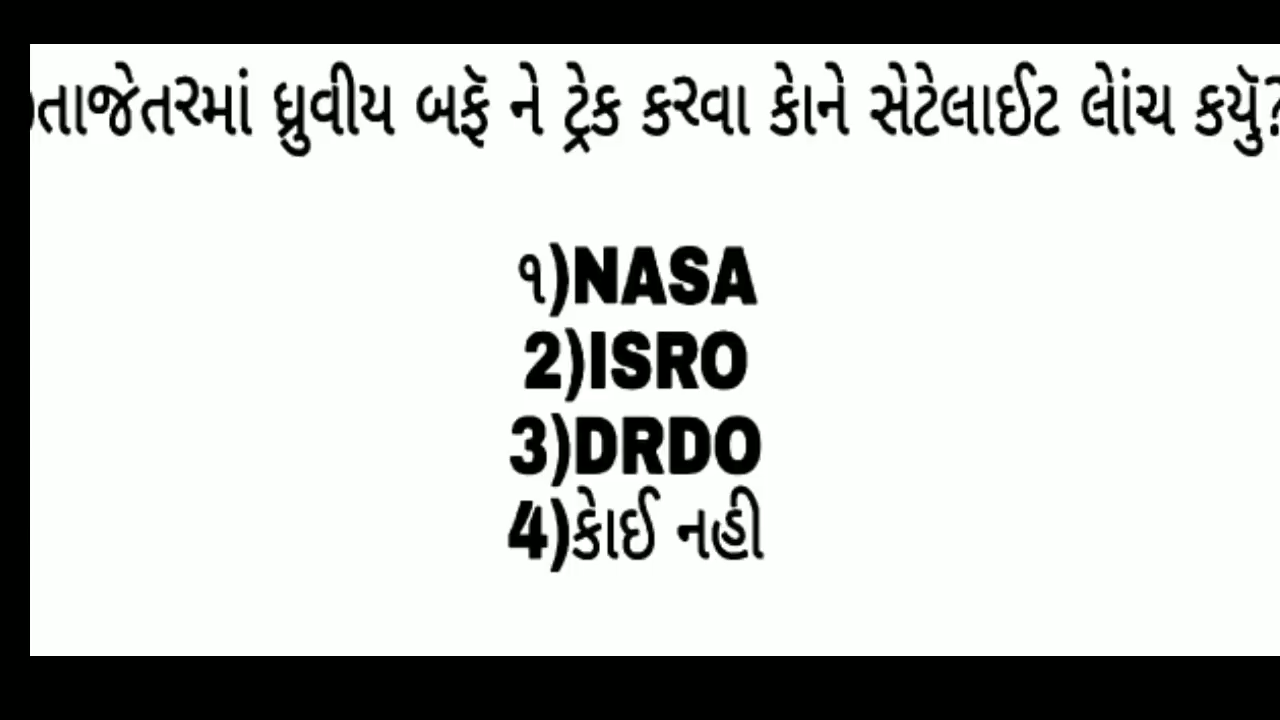 )તાજેતરમાં ધ્રુવીય બર્ફ ને ટ્રેક કરવા કોને સેટેલાઈટ લોંચ કર્યુ?
૧)NASA
2)ISRO
3)DRDO
4)કોઈ નહી